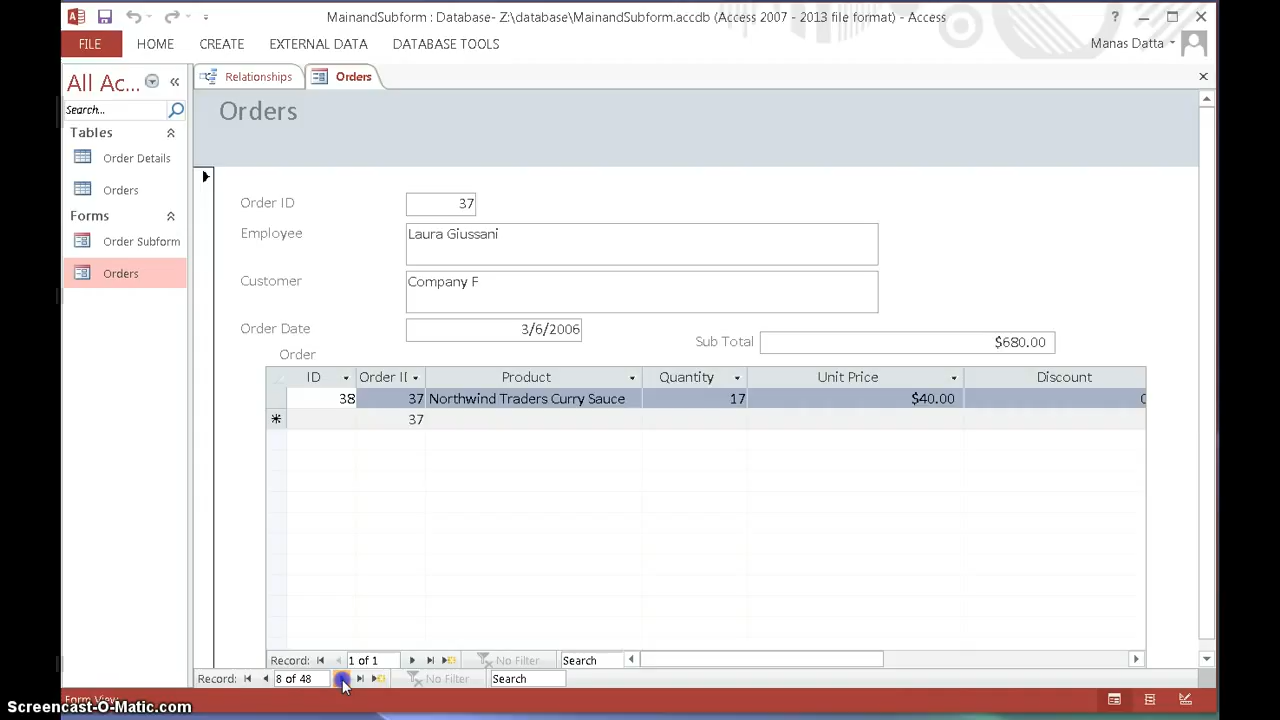 MainandSubform : Database- Z:\database\MainandSubform.accdb (Access 2007 - 2013 file format) - Access
FILE HOME CREATE EXTERNAL DATA DATABASE TOOLS Manas Datta
All Ac...
Search...
Tables
Order Details
Orders
Forms
Order Subform
Orders
Relationships Orders
Orders
Order ID 37
Employee Laura Giussani
Customer Company F
Order Date 3/6/2006
Sub Total $680.00
Order
ID Order ID Product Quantity Unit Price Discount
38 37 Northwind Traders Curry Sauce 17 $40.00 0
37
Record: 1 of 1 No Filter Search
Record: 8 of 48 No Filter Search
Form View
Screencast-O-Matic.com